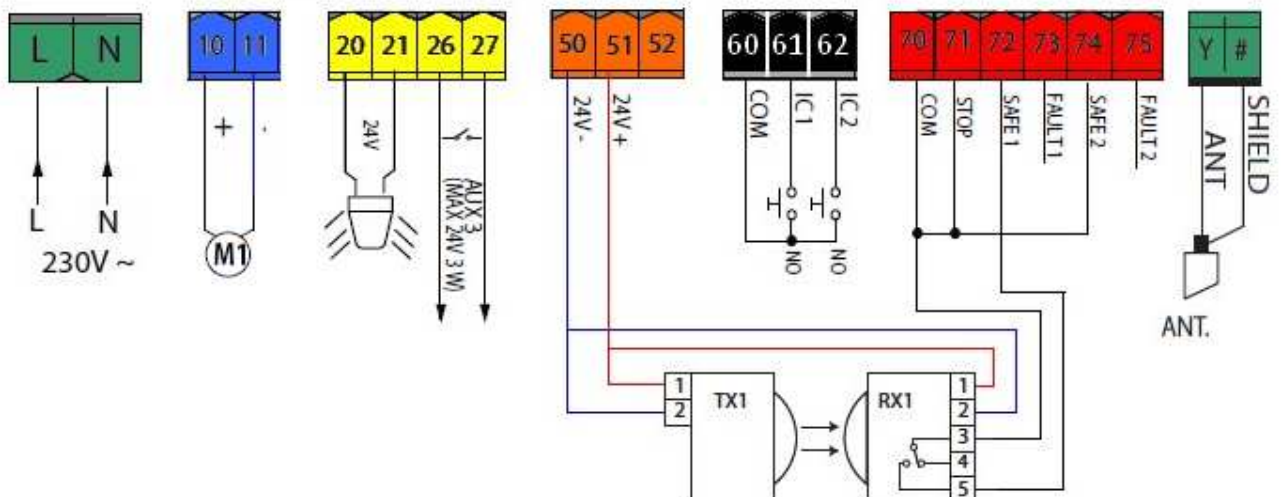 L N 10 11 20 21 26 27 50 51 52 60 61 62 70 71 72 73 74 75 Y #
24V -
24V +
COM
IC1
IC2
COM
STOP
SAFE 1
FAULT1
SAFE 2
FAULT 2
ANT
SHIELD
+ -
24V
AUX 3
(MAX 24V 3 W)
L N
230V ~
M1
NO
NO
ANT.
1
2
TX1
RX1
1
2
3
4
5